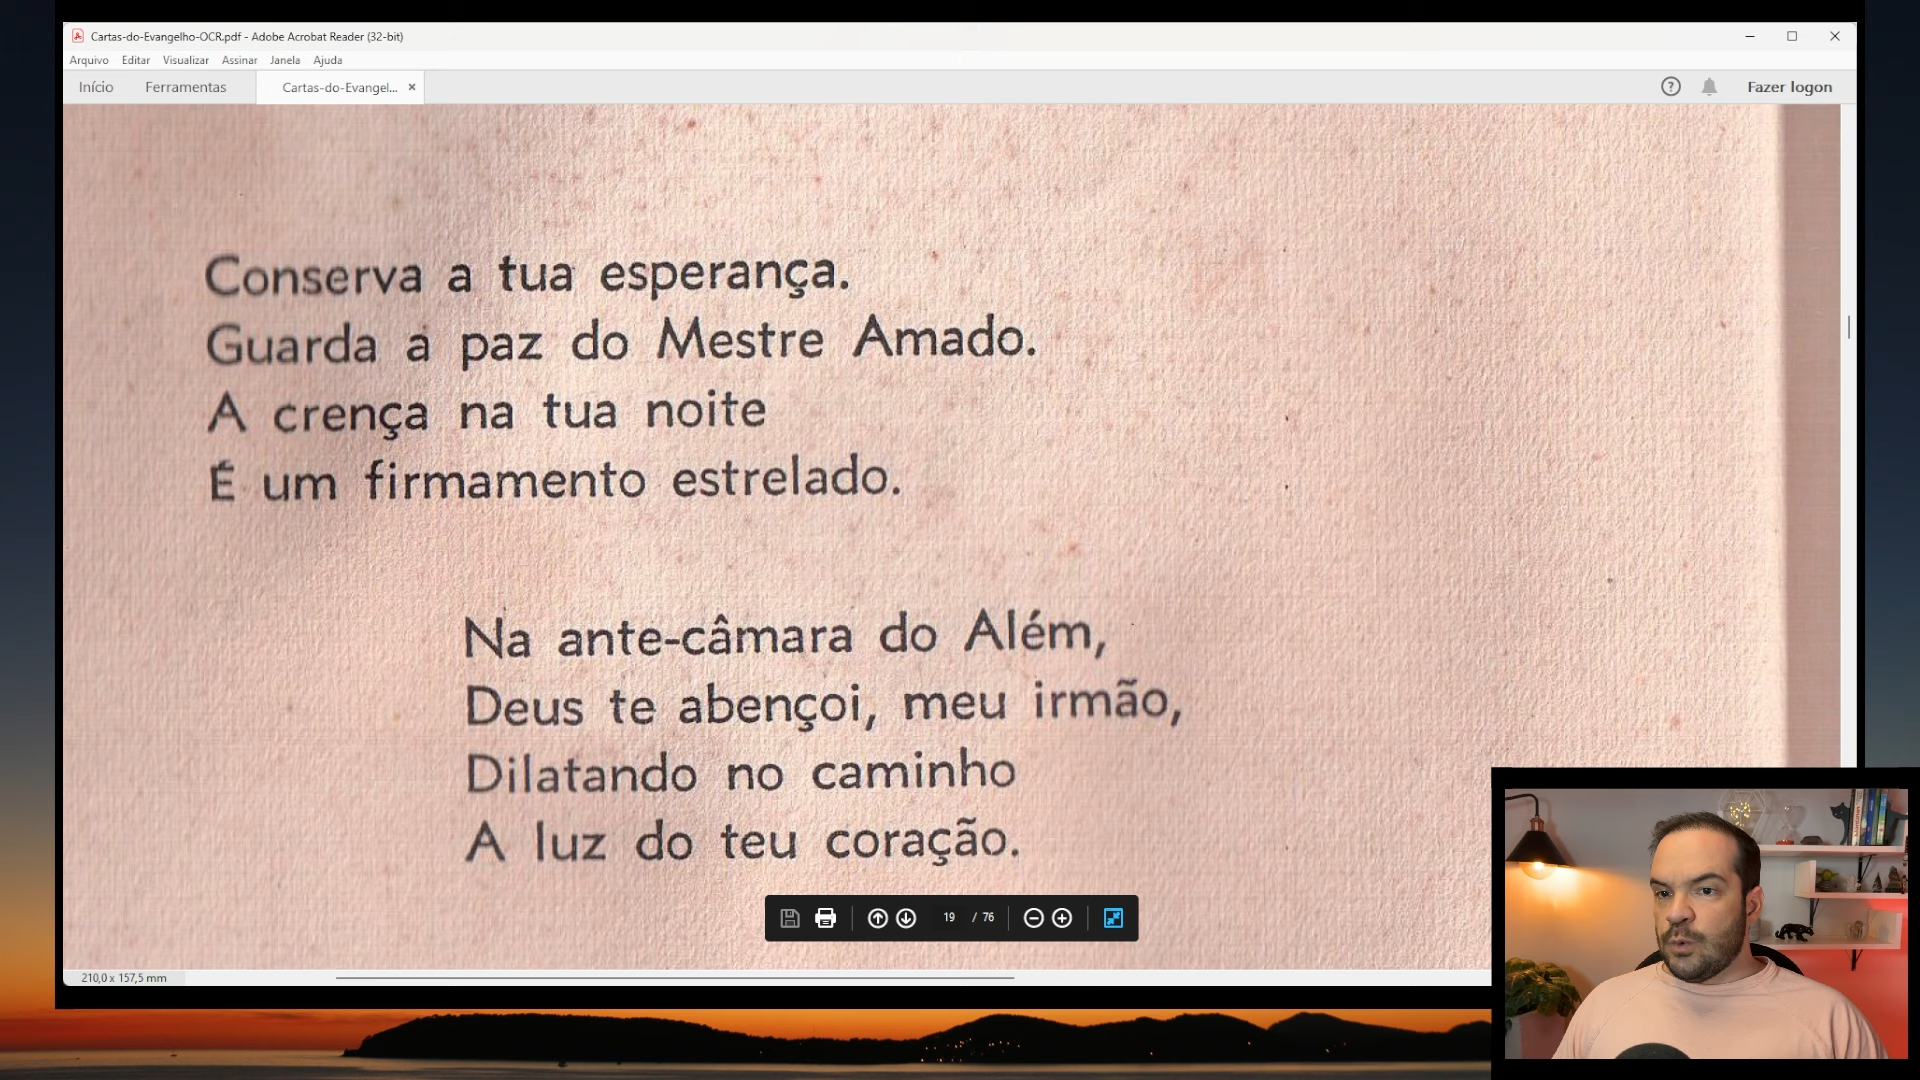 Cartas-do-Evangelho-OCR.pdf - Adobe Acrobat Reader (32-bit)
Arquivo Editar Visualizar Assinar Janela Ajuda
Início Ferramentas Cartas-do-Evangel... Fazer logon
Conserva a tua esperança.
Guarda a paz do Mestre Amado.
A crença na tua noite
É um firmamento estrelado.
Na ante-câmara do Além,
Deus te abençoi, meu irmão,
Dilatando no caminho
A luz do teu coração.
19 / 76
210,0 x 157,5 mm